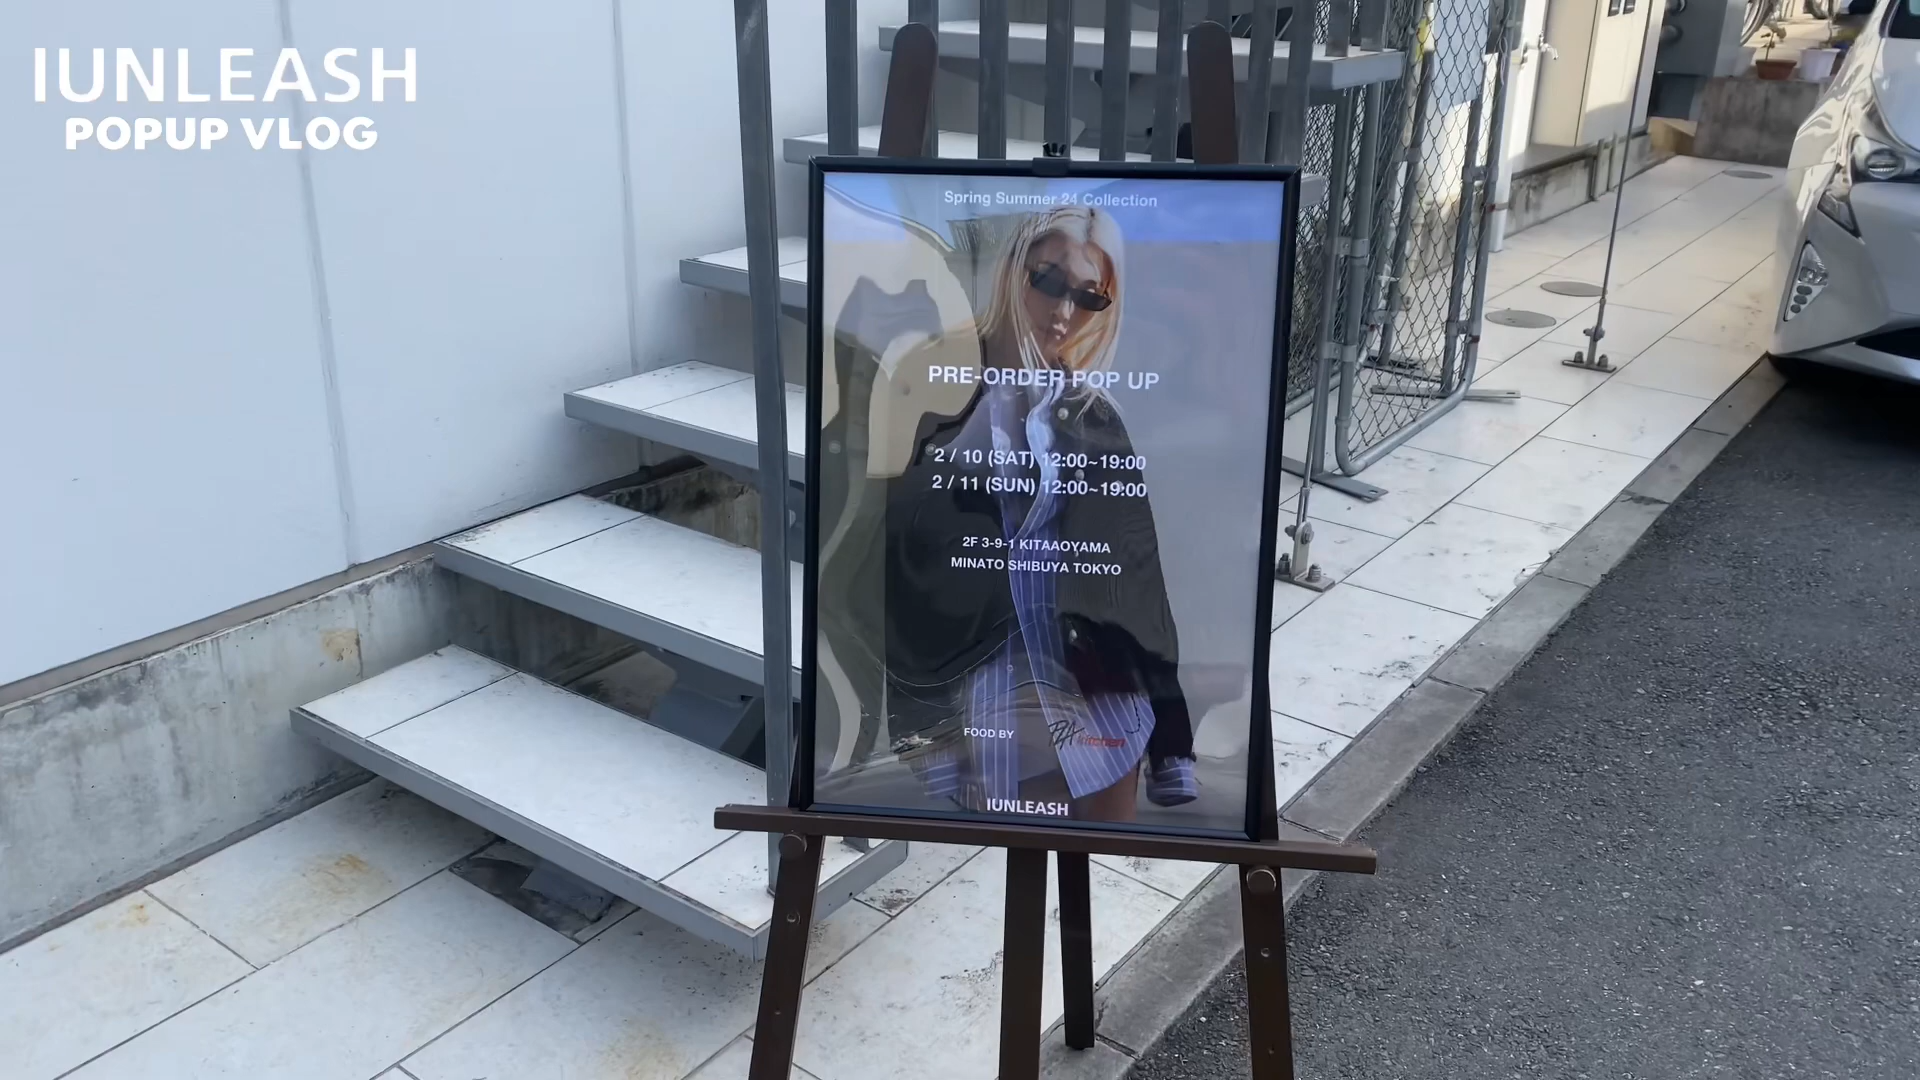 IUNLEASH
POPUP VLOG
Spring Summer 24 Collection
PRE-ORDER POP UP
2 / 10 (SAT) 12:00~19:00
2 / 11 (SUN) 12:00~19:00
2F 3-9-1 KITAAOYAMA
MINATO SHIBUYA TOKYO
FOOD BY
kitchen
IUNLEASH